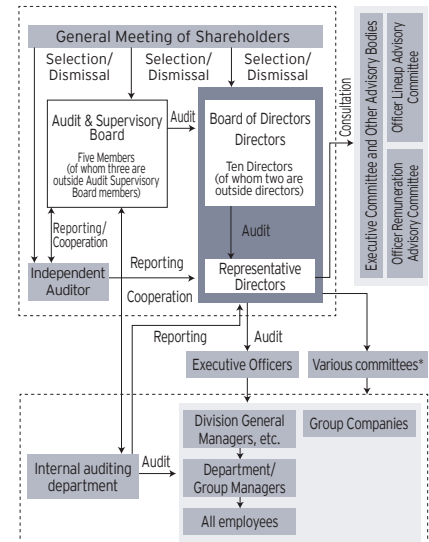 General Meeting of Shareholders
Selection/
Dismissal
Selection/
Dismissal
Selection/
Dismissal
Audit & Supervisory
Board
Five Members
(of whom three are
outside Audit Supervisory
Board members)
Audit
Board of Directors
Directors
Ten Directors
(of whom two are
outside directors)
Audit
Representative
Directors
Consultation
Executive Committee and Other Advisory Bodies
Officer Lineup Advisory
Committee
Officer Remuneration
Advisory Committee
Reporting/
Cooperation
Independent
Auditor
Reporting
Cooperation
Reporting
Audit
Executive Officers
Various committees*
Internal auditing
department
Audit
Division General
Managers, etc.
Department/
Group Managers
All employees
Group Companies